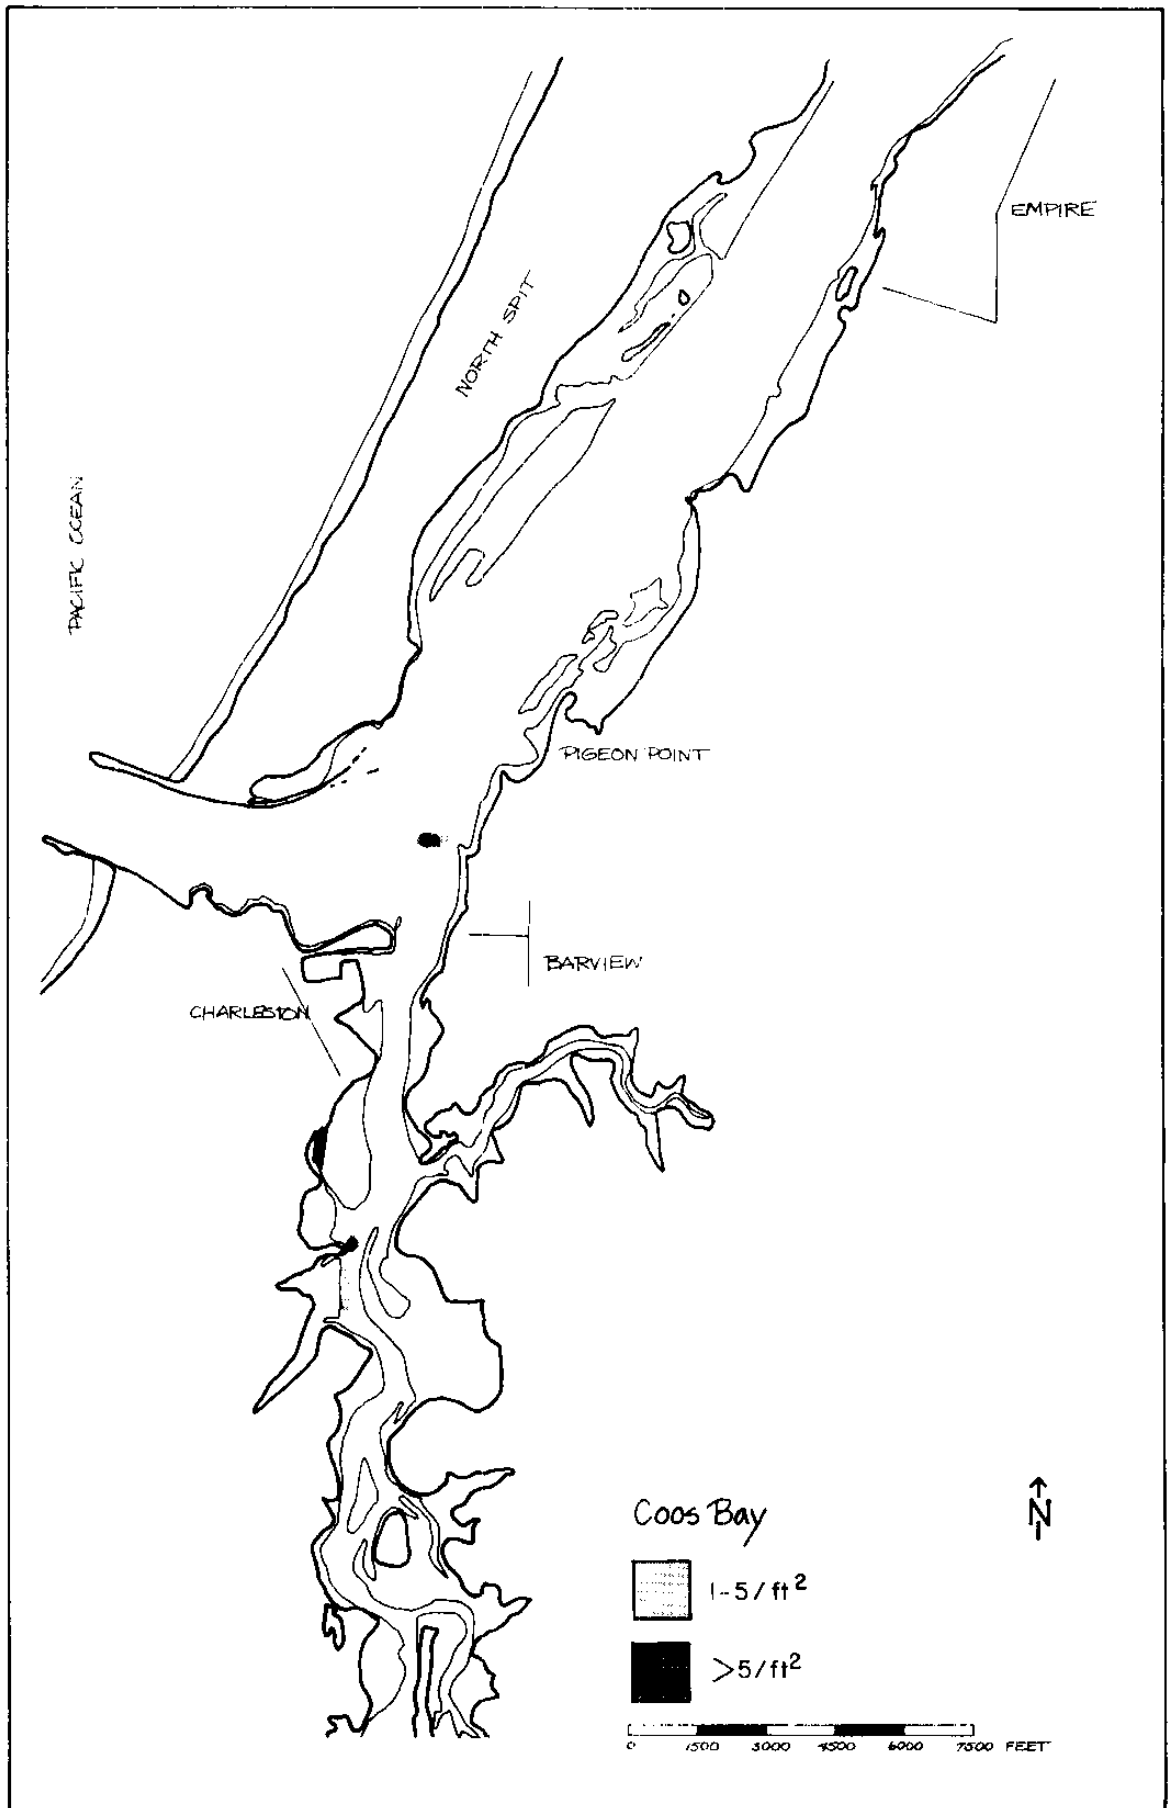 EMPIRE
NORTH SPIT
PACIFIC OCEAN
PIGEON POINT
BARVIEW
CHARLESTON
Coos Bay
N
1-5/ft²
>5/ft²
0 1500 3000 4500 6000 7500 FEET